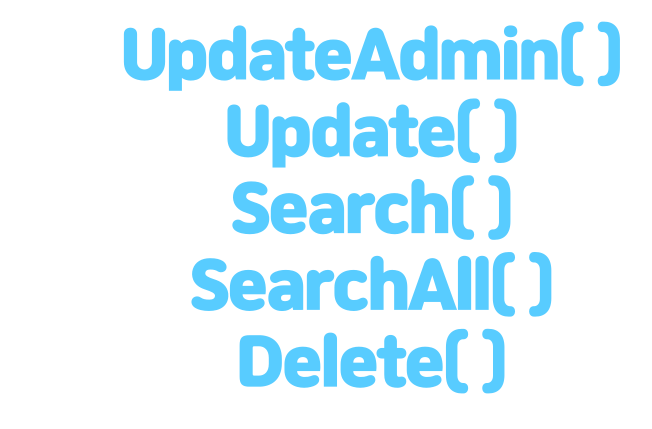 UpdateAdmin( )
Update( )
Search( )
SearchAll( )
Delete( )